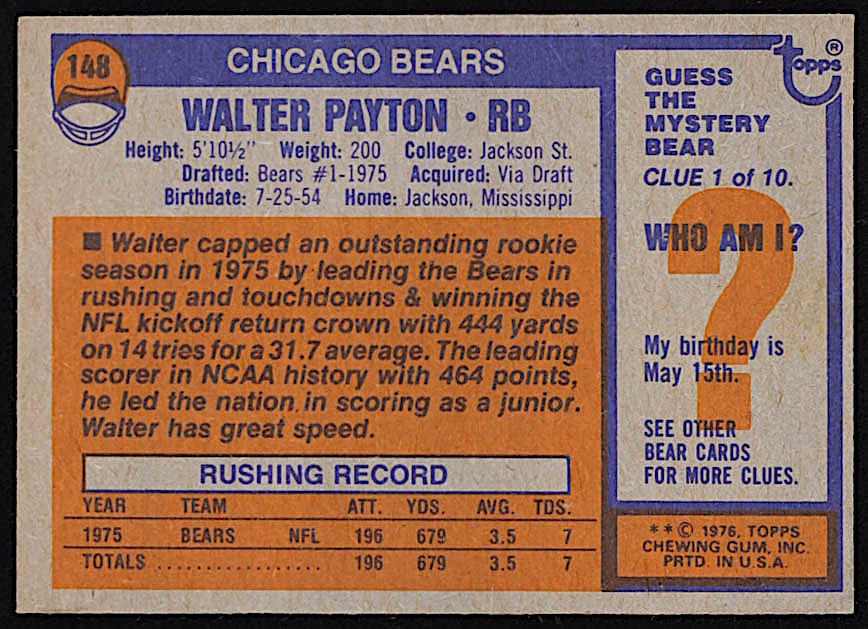 148
CHICAGO BEARS
WALTER PAYTON • RB
Height: 5'10½" Weight: 200 College: Jackson St.
Drafted: Bears #1-1975 Acquired: Via Draft
Birthdate: 7-25-54 Home: Jackson, Mississippi
■ Walter capped an outstanding rookie
season in 1975 by leading the Bears in
rushing and touchdowns & winning the
NFL kickoff return crown with 444 yards
on 14 tries for a 31.7 average. The leading
scorer in NCAA history with 464 points,
he led the nation in scoring as a junior.
Walter has great speed.
RUSHING RECORD
YEAR TEAM ATT. YDS. AVG. TDS.
1975 BEARS NFL 196 679 3.5 7
TOTALS ................. 196 679 3.5 7
topps®
GUESS
THE
MYSTERY
BEAR
CLUE 1 of 10.
WHO AM I?
?
My birthday is
May 15th.
SEE OTHER
BEAR CARDS
FOR MORE CLUES.
**© 1976, TOPPS
CHEWING GUM, INC.
PRTD. IN U.S.A.